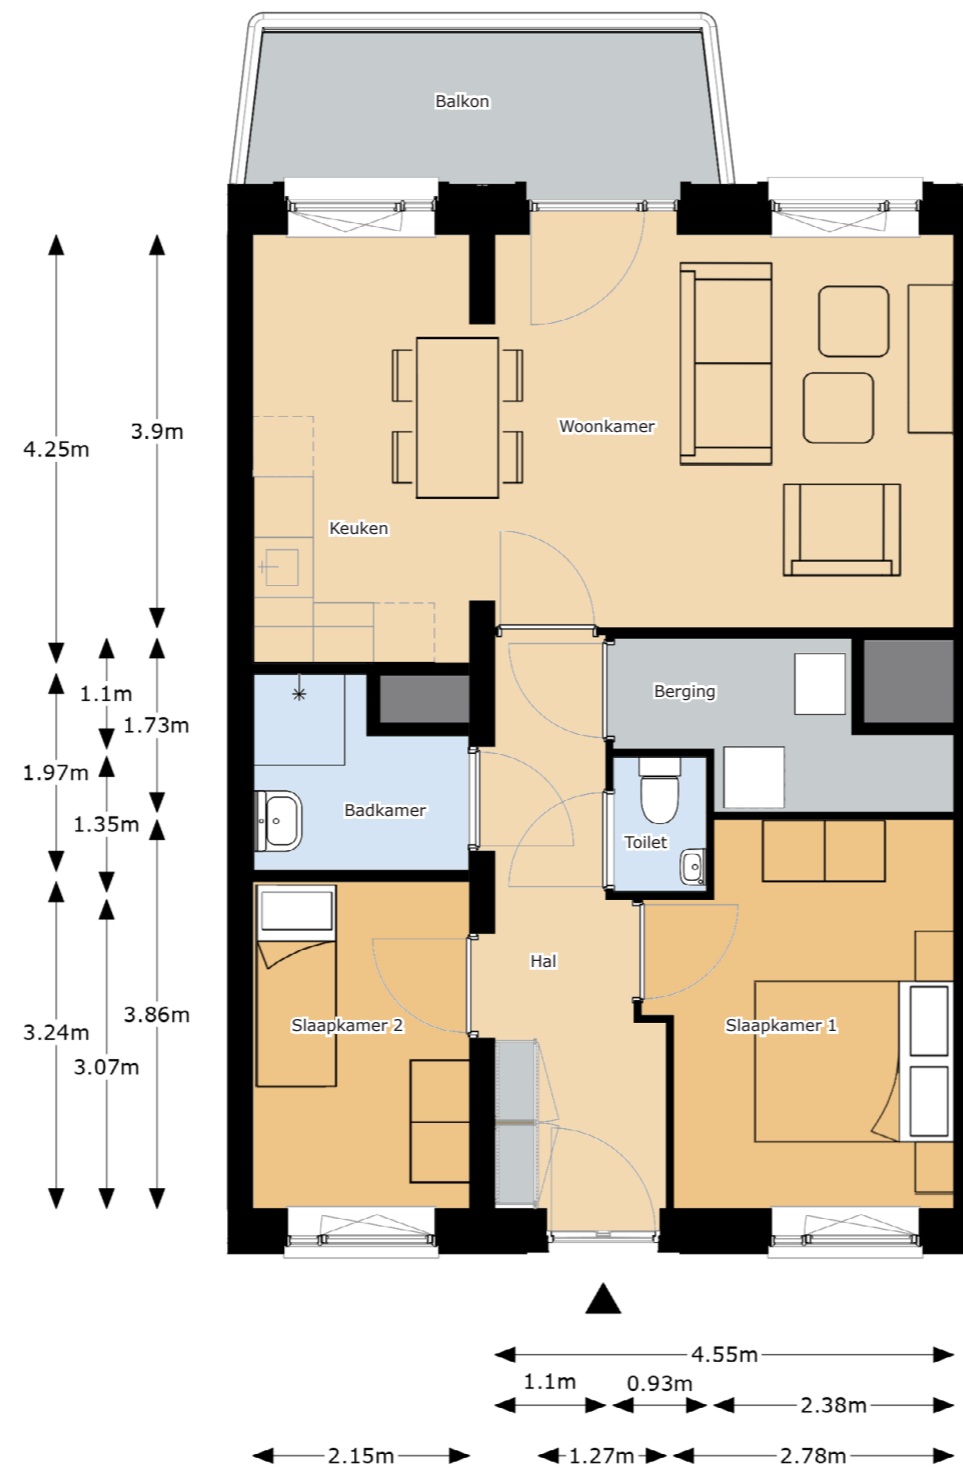 Balkon
4.25m
3.9m
Woonkamer
Keuken
1.1m
1.73m
Berging
1.97m
1.35m
Badkamer
Toilet
Hal
3.24m
3.07m
3.86m
Slaapkamer 2
Slaapkamer 1
4.55m
1.1m
0.93m
2.38m
2.15m
1.27m
2.78m